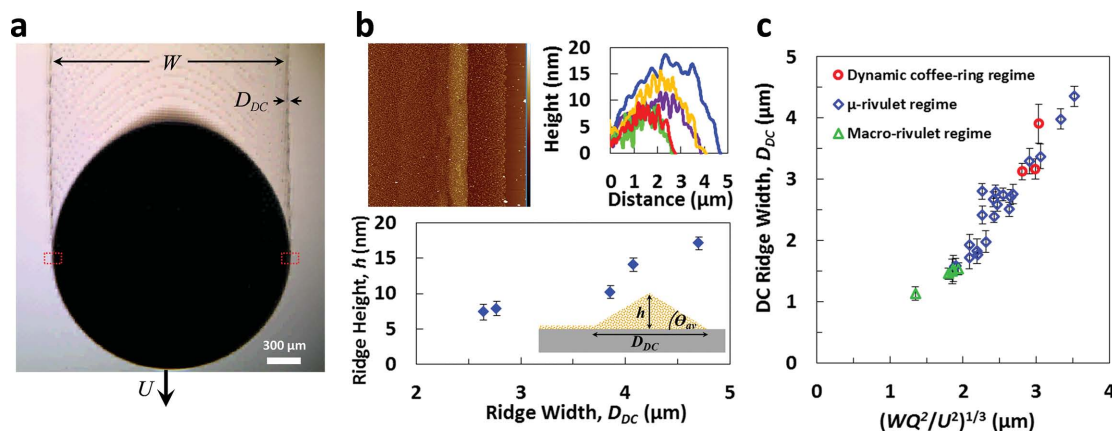 a
W
D_DC
U
300 μm
b
Height (nm)
20
15
10
5
0
0 1 2 3 4 5
Distance (μm)
Ridge Height, h (nm)
20
15
10
5
0
2 3 4 5
Ridge Width, D_DC (μm)
h
Θ_av
D_DC
c
DC Ridge Width, D_DC (μm)
5
4
3
2
1
0
Dynamic coffee-ring regime
μ-rivulet regime
Macro-rivulet regime
0 1 2 3 4
(WQ²/U²)^1/3 (μm)